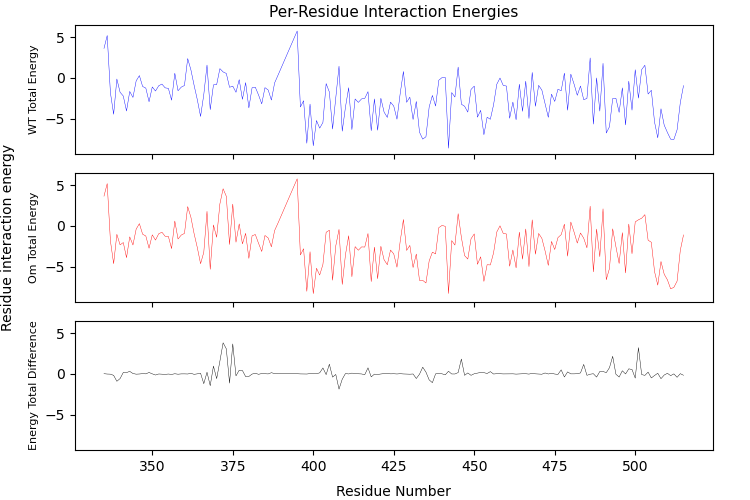 Per-Residue Interaction Energies
Residue interaction energy
WT Total Energy
5
0
−5
Om Total Energy
5
0
−5
Energy Total Difference
5
0
−5
350 375 400 425 450 475 500
Residue Number